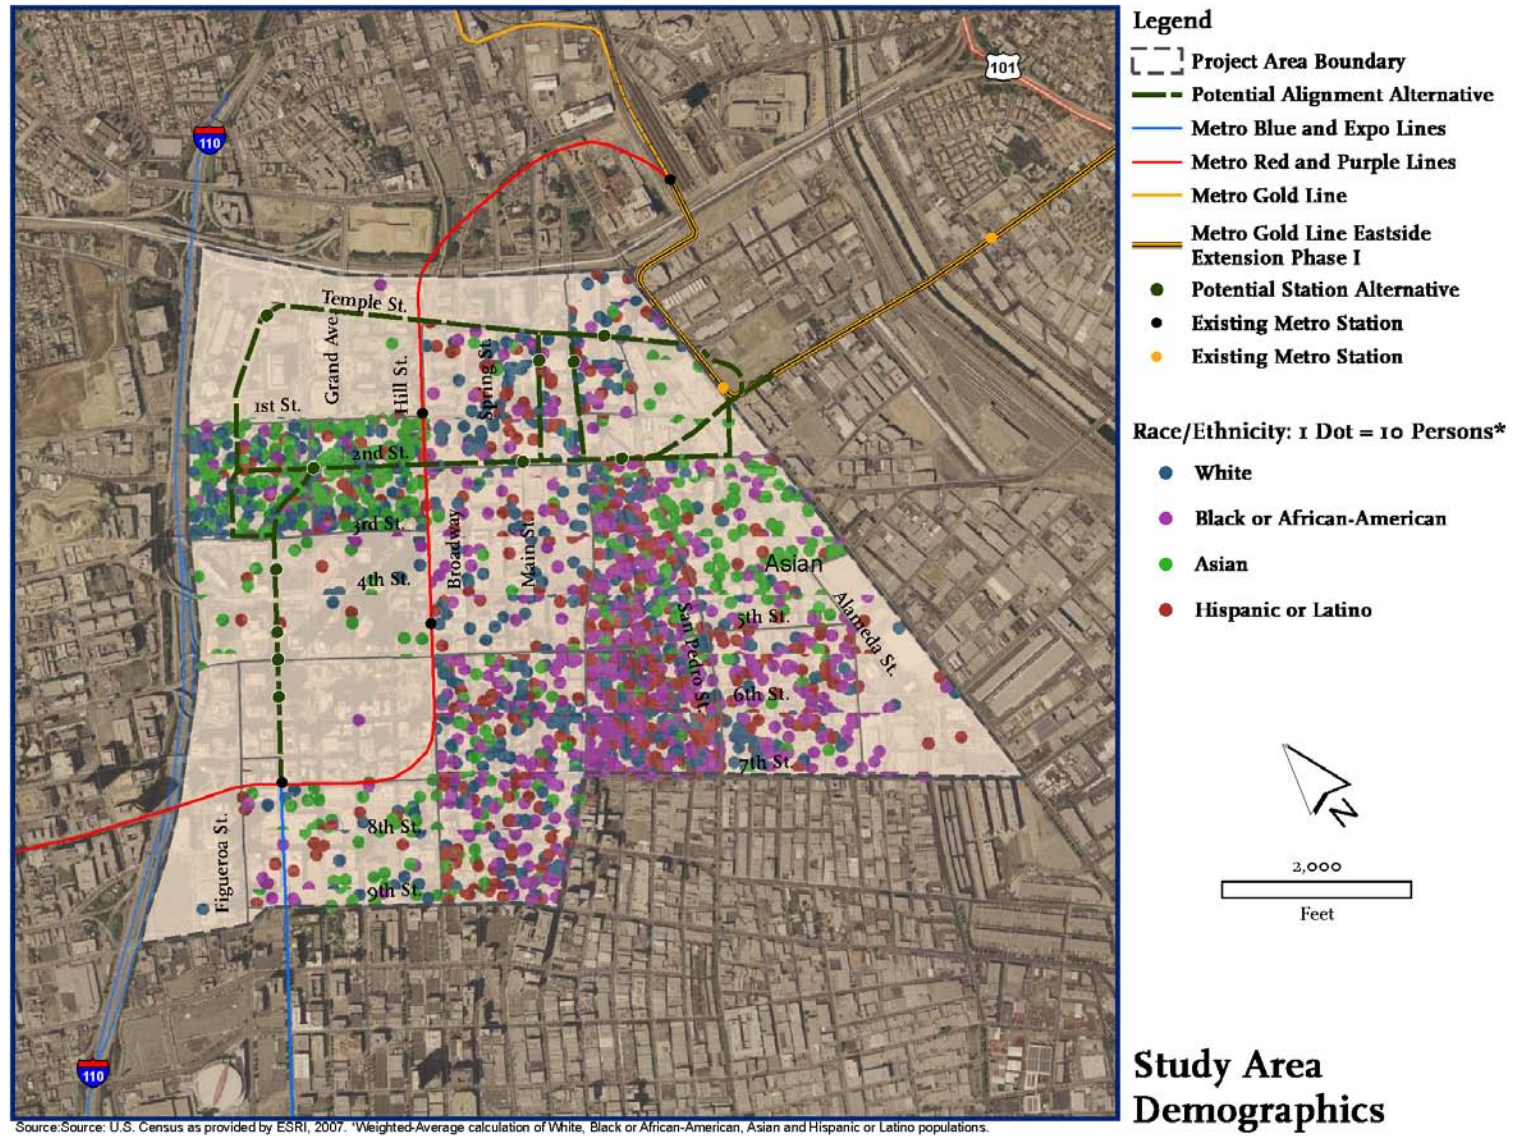 Legend
Project Area Boundary
Potential Alignment Alternative
Metro Blue and Expo Lines
Metro Red and Purple Lines
Metro Gold Line
Metro Gold Line Eastside
Extension Phase I
Potential Station Alternative
Existing Metro Station
Existing Metro Station
Race/Ethnicity: 1 Dot = 10 Persons*
White
Black or African-American
Asian
Hispanic or Latino
N
2,000
Feet
Study Area
Demographics
101
110
Temple St.
Grand Ave.
Hill St.
Spring St.
1st St.
2nd St.
3rd St.
Broadway
Main St.
4th St.
Asian
Alameda St.
San Pedro St.
5th St.
6th St.
7th St.
Figueroa St.
8th St.
9th St.
110
Source:Source: U.S. Census as provided by ESRI, 2007. *Weighted-Average calculation of White, Black or African-American, Asian and Hispanic or Latino populations.